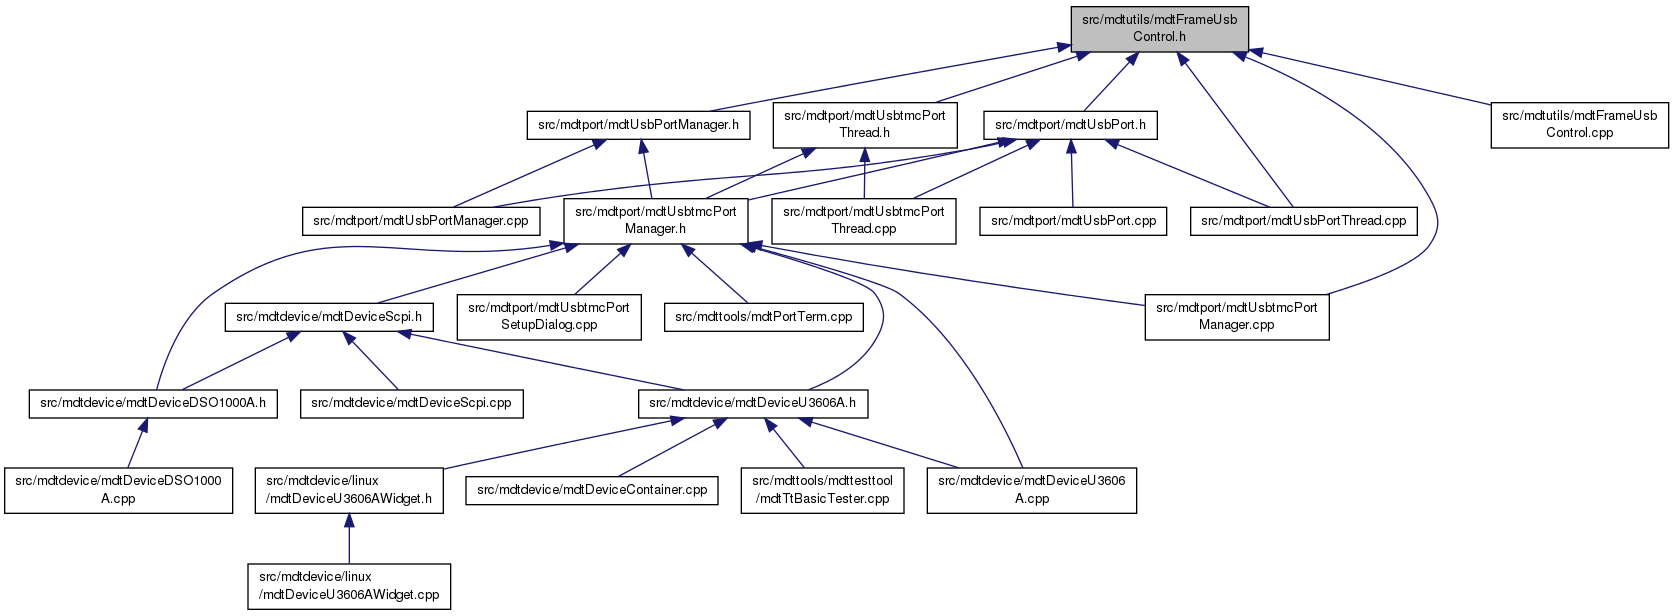 src/mdtutils/mdtFrameUsb
Control.h
src/mdtport/mdtUsbPortManager.h
src/mdtport/mdtUsbtmcPort
Thread.h
src/mdtport/mdtUsbPort.h
src/mdtutils/mdtFrameUsb
Control.cpp
src/mdtport/mdtUsbPortManager.cpp
src/mdtport/mdtUsbtmcPort
Manager.h
src/mdtport/mdtUsbtmcPort
Thread.cpp
src/mdtport/mdtUsbPort.cpp
src/mdtport/mdtUsbPortThread.cpp
src/mdtdevice/mdtDeviceScpi.h
src/mdtport/mdtUsbtmcPort
SetupDialog.cpp
src/mdttools/mdtPortTerm.cpp
src/mdtport/mdtUsbtmcPort
Manager.cpp
src/mdtdevice/mdtDeviceDSO1000A.h
src/mdtdevice/mdtDeviceScpi.cpp
src/mdtdevice/mdtDeviceU3606A.h
src/mdtdevice/mdtDeviceDSO1000
A.cpp
src/mdtdevice/linux
/mdtDeviceU3606AWidget.h
src/mdtdevice/mdtDeviceContainer.cpp
src/mdttools/mdttesttool
/mdtTtBasicTester.cpp
src/mdtdevice/mdtDeviceU3606
A.cpp
src/mdtdevice/linux
/mdtDeviceU3606AWidget.cpp